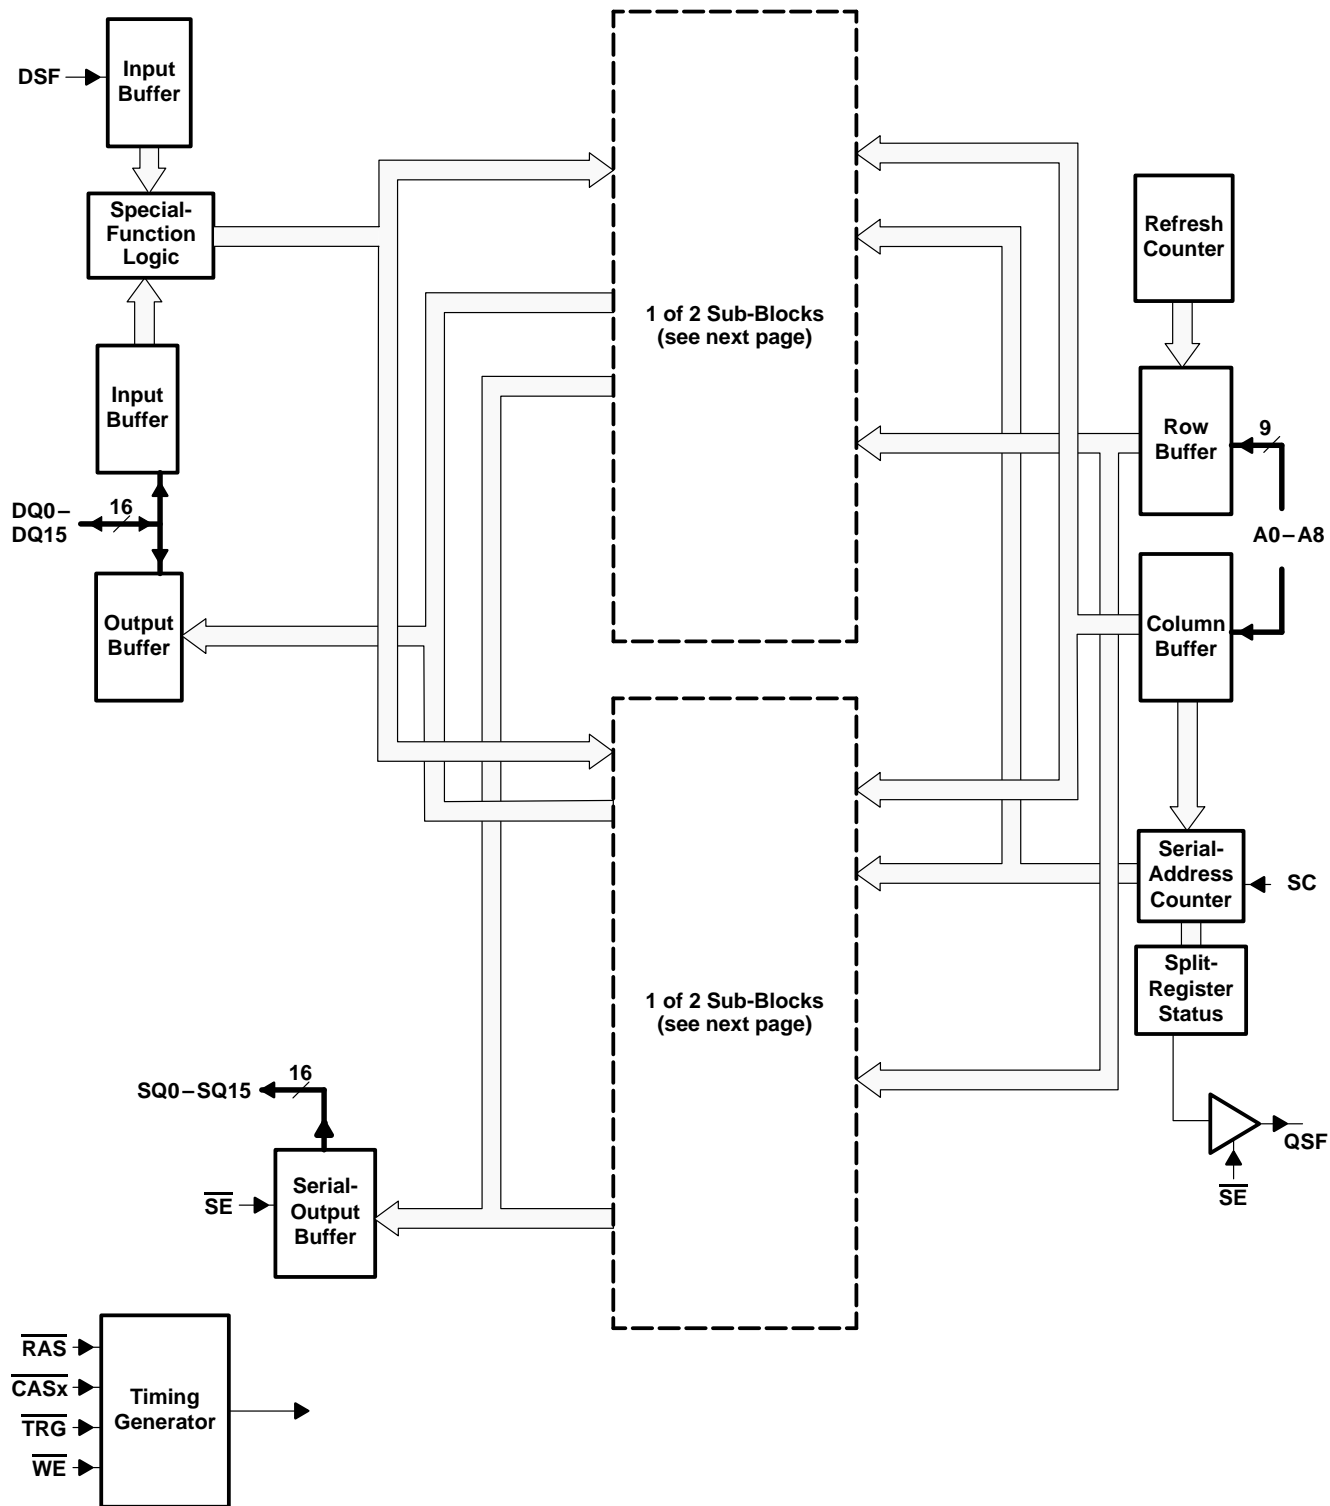 DSF
Input
Buffer
Special-
Function
Logic
Input
Buffer
DQ0–
DQ15
16
Output
Buffer
1 of 2 Sub-Blocks
(see next page)
Refresh
Counter
Row
Buffer
9
A0–A8
Column
Buffer
Serial-
Address
Counter
SC
Split-
Register
Status
QSF
SE
1 of 2 Sub-Blocks
(see next page)
SQ0–SQ15
16
SE
Serial-
Output
Buffer
RAS
CASx
TRG
WE
Timing
Generator